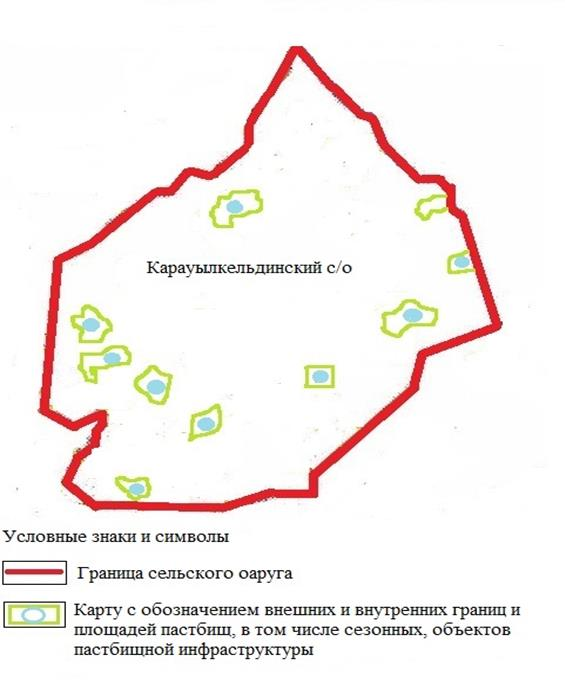 Карауылкельдинский с/о
Условные знаки и символы
Граница сельского оаруга
Карту с обозначением внешних и внутренних границ и
площадей пастбищ, в том числе сезонных, объектов
пастбищной инфраструктуры